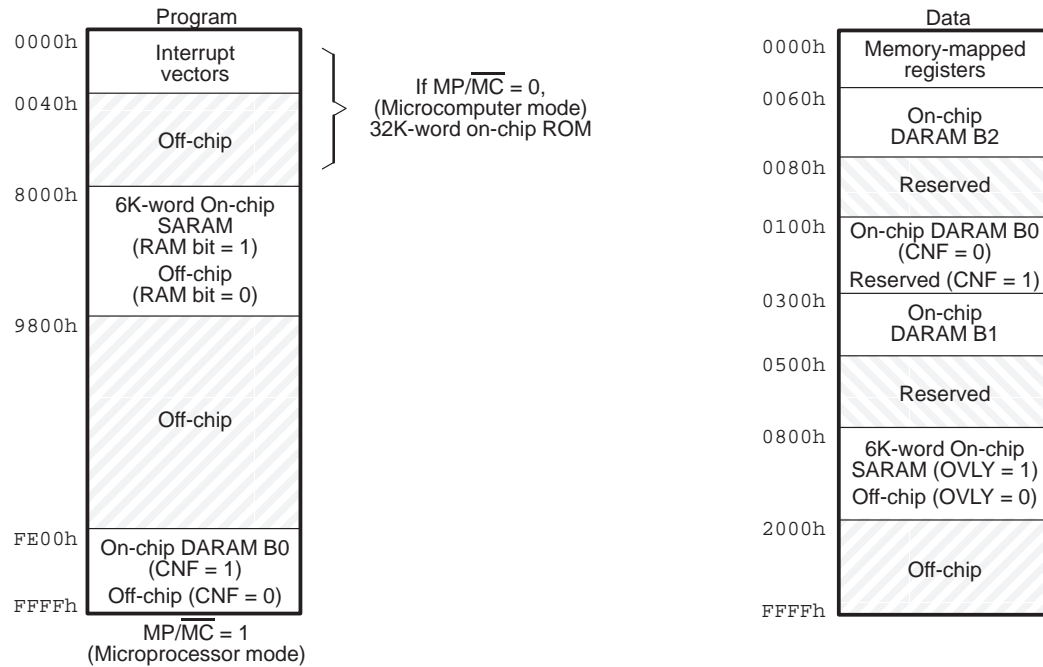 Program
0000h
Interrupt
vectors
0040h
Off-chip
If MP/MC = 0,
(Microcomputer mode)
32K-word on-chip ROM
8000h
6K-word On-chip
SARAM
(RAM bit = 1)
Off-chip
(RAM bit = 0)
9800h
Off-chip
FE00h
On-chip DARAM B0
(CNF = 1)
Off-chip (CNF = 0)
FFFFh
MP/MC = 1
(Microprocessor mode)
Data
0000h
Memory-mapped
registers
0060h
On-chip
DARAM B2
0080h
Reserved
0100h
On-chip DARAM B0
(CNF = 0)
Reserved (CNF = 1)
0300h
On-chip
DARAM B1
0500h
Reserved
0800h
6K-word On-chip
SARAM (OVLY = 1)
Off-chip (OVLY = 0)
2000h
Off-chip
FFFFh